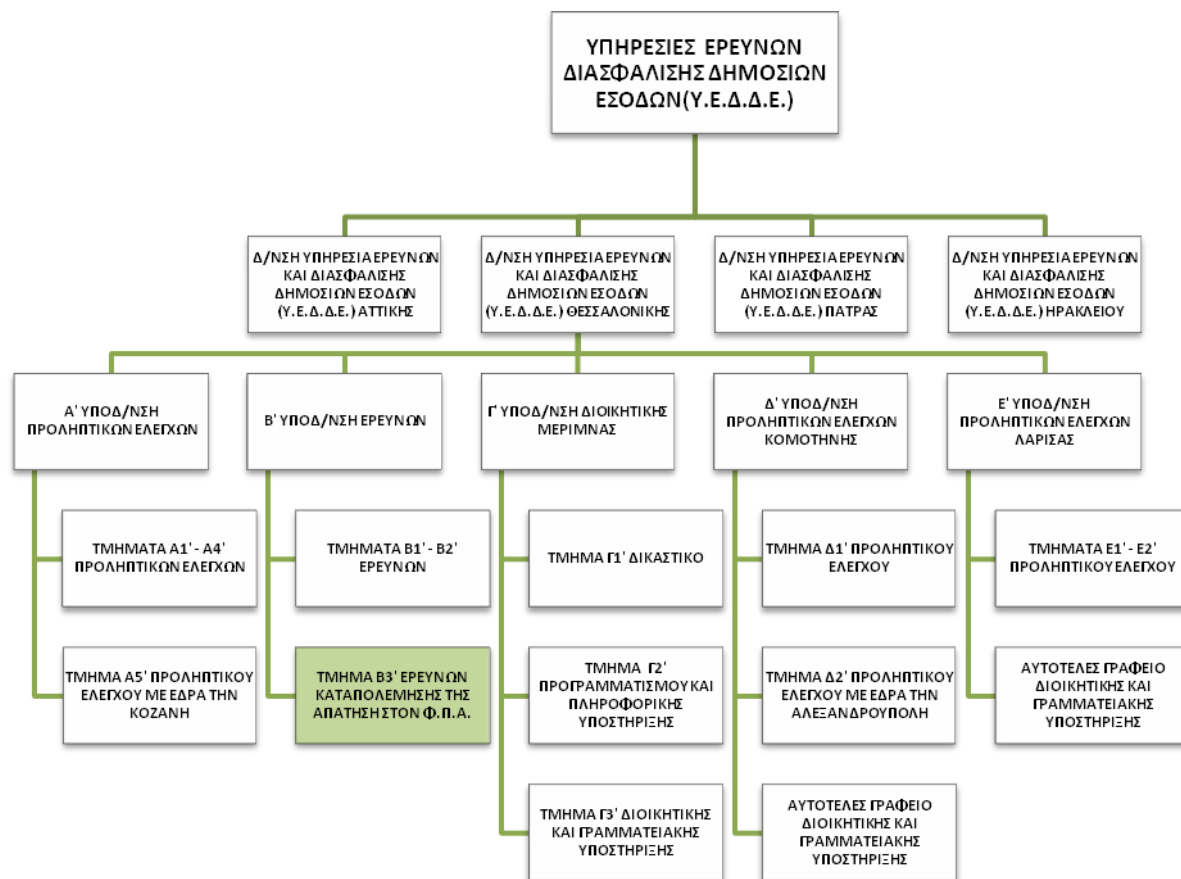 ΥΠΗΡΕΣΙΕΣ ΕΡΕΥΝΩΝ
ΔΙΑΣΦΑΛΙΣΗΣ ΔΗΜΟΣΙΩΝ
ΕΣΟΔΩΝ(Υ.Ε.Δ.Δ.Ε.)
Δ/ΝΣΗ ΥΠΗΡΕΣΙΑ ΕΡΕΥΝΩΝ
ΚΑΙ ΔΙΑΣΦΑΛΙΣΗΣ
ΔΗΜΟΣΙΩΝ ΕΣΟΔΩΝ
(Υ.Ε.Δ.Δ.Ε.) ΑΤΤΙΚΗΣ
Δ/ΝΣΗ ΥΠΗΡΕΣΙΑ ΕΡΕΥΝΩΝ
ΚΑΙ ΔΙΑΣΦΑΛΙΣΗΣ
ΔΗΜΟΣΙΩΝ ΕΣΟΔΩΝ
(Υ.Ε.Δ.Δ.Ε.) ΘΕΣΣΑΛΟΝΙΚΗΣ
Δ/ΝΣΗ ΥΠΗΡΕΣΙΑ ΕΡΕΥΝΩΝ
ΚΑΙ ΔΙΑΣΦΑΛΙΣΗΣ
ΔΗΜΟΣΙΩΝ ΕΣΟΔΩΝ
(Υ.Ε.Δ.Δ.Ε.) ΠΑΤΡΑΣ
Δ/ΝΣΗ ΥΠΗΡΕΣΙΑ ΕΡΕΥΝΩΝ
ΚΑΙ ΔΙΑΣΦΑΛΙΣΗΣ
ΔΗΜΟΣΙΩΝ ΕΣΟΔΩΝ
(Υ.Ε.Δ.Δ.Ε.) ΗΡΑΚΛΕΙΟΥ
Α' ΥΠΟΔ/ΝΣΗ
ΠΡΟΛΗΠΤΙΚΩΝ ΕΛΕΓΧΩΝ
Β' ΥΠΟΔ/ΝΣΗ ΕΡΕΥΝΩΝ
Γ' ΥΠΟΔ/ΝΣΗ ΔΙΟΙΚΗΤΙΚΗΣ
ΜΕΡΙΜΝΑΣ
Δ' ΥΠΟΔ/ΝΣΗ
ΠΡΟΛΗΠΤΙΚΩΝ ΕΛΕΓΧΩΝ
ΚΟΜΟΤΗΝΗΣ
Ε' ΥΠΟΔ/ΝΣΗ
ΠΡΟΛΗΠΤΙΚΩΝ ΕΛΕΓΧΩΝ
ΛΑΡΙΣΑΣ
ΤΜΗΜΑΤΑ Α1' - Α4'
ΠΡΟΛΗΠΤΙΚΩΝ ΕΛΕΓΧΩΝ
ΤΜΗΜΑΤΑ Β1' - Β2'
ΕΡΕΥΝΩΝ
ΤΜΗΜΑ Γ1' ΔΙΚΑΣΤΙΚΟ
ΤΜΗΜΑ Δ1' ΠΡΟΛΗΠΤΙΚΟΥ
ΕΛΕΓΧΟΥ
ΤΜΗΜΑΤΑ Ε1' - Ε2'
ΠΡΟΛΗΠΤΙΚΟΥ ΕΛΕΓΧΟΥ
ΤΜΗΜΑ Α5' ΠΡΟΛΗΠΤΙΚΟΥ
ΕΛΕΓΧΟΥ ΜΕ ΕΔΡΑ ΤΗΝ
ΚΟΖΑΝΗ
ΤΜΗΜΑ Β3' ΕΡΕΥΝΩΝ
ΚΑΤΑΠΟΛΕΜΗΣΗΣ ΤΗΣ
ΑΠΑΤΗΣ ΣΤΟΝ Φ.Π.Α.
ΤΜΗΜΑ Γ2'
ΠΡΟΓΡΑΜΜΑΤΙΣΜΟΥ ΚΑΙ
ΠΛΗΡΟΦΟΡΙΚΗΣ
ΥΠΟΣΤΗΡΙΞΗΣ
ΤΜΗΜΑ Δ2' ΠΡΟΛΗΠΤΙΚΟΥ
ΕΛΕΓΧΟΥ ΜΕ ΕΔΡΑ ΤΗΝ
ΑΛΕΞΑΝΔΡΟΥΠΟΛΗ
ΑΥΤΟΤΕΛΕΣ ΓΡΑΦΕΙΟ
ΔΙΟΙΚΗΤΙΚΗΣ ΚΑΙ
ΓΡΑΜΜΑΤΕΙΑΚΗΣ
ΥΠΟΣΤΗΡΙΞΗΣ
ΤΜΗΜΑ Γ3' ΔΙΟΙΚΗΤΙΚΗΣ
ΚΑΙ ΓΡΑΜΜΑΤΕΙΑΚΗΣ
ΥΠΟΣΤΗΡΙΞΗΣ
ΑΥΤΟΤΕΛΕΣ ΓΡΑΦΕΙΟ
ΔΙΟΙΚΗΤΙΚΗΣ ΚΑΙ
ΓΡΑΜΜΑΤΕΙΑΚΗΣ
ΥΠΟΣΤΗΡΙΞΗΣ